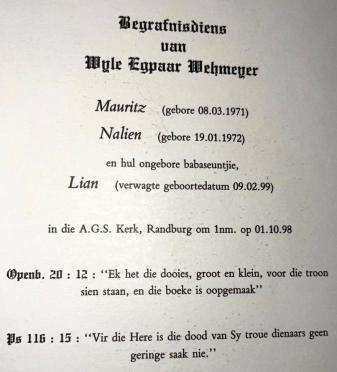 Begrafnisdiens
van
Wyle Egpaar Wehmeyer
Mauritz (gebore 08.03.1971)
Nalien (gebore 19.01.1972)
en hul ongebore babaseuntjie,
Lian (verwagte geboortedatum 09.02.99)
in die A.G.S. Kerk, Randburg om 1nm. op 01.10.98
Openb. 20 : 12 : “Ek het die dooies, groot en klein, voor die troon
sien staan, en die boeke is oopgemaak”
Ps 116 : 15 : “Vir die Here is die dood van Sy troue dienaars geen
geringe saak nie.”